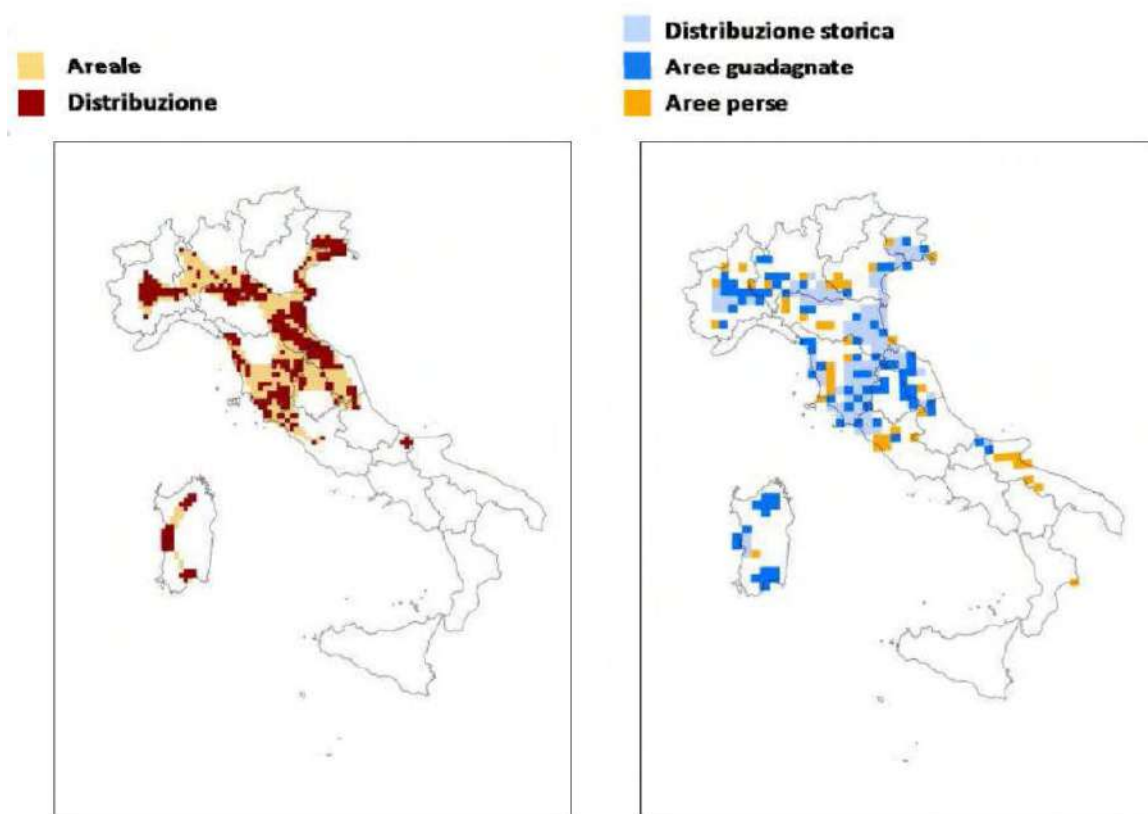 Areale
Distribuzione
Distribuzione storica
Aree guadagnate
Aree perse